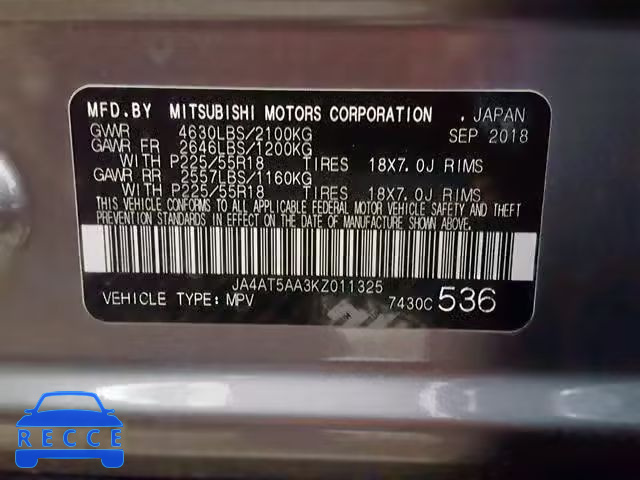 MFD.BY MITSUBISHI MOTORS CORPORATION , JAPAN
GVWR 4630LBS/2100KG SEP 2018
GAWR FR 2646LBS/1200KG
WITH P225/55R18 TIRES 18X7.0J RIMS
GAWR RR 2557LBS/1160KG
WITH P225/55R18 TIRES 18X7.0J RIMS
THIS VEHICLE CONFORMS TO ALL APPLICABLE FEDERAL MOTOR VEHICLE SAFETY AND THEFT
PREVENTION STANDARDS IN EFFECT ON THE DATE OF MANUFACTURE SHOWN ABOVE.
JA4AT5AA3KZ011325
VEHICLE TYPE: MPV 7430C 536
RECCE